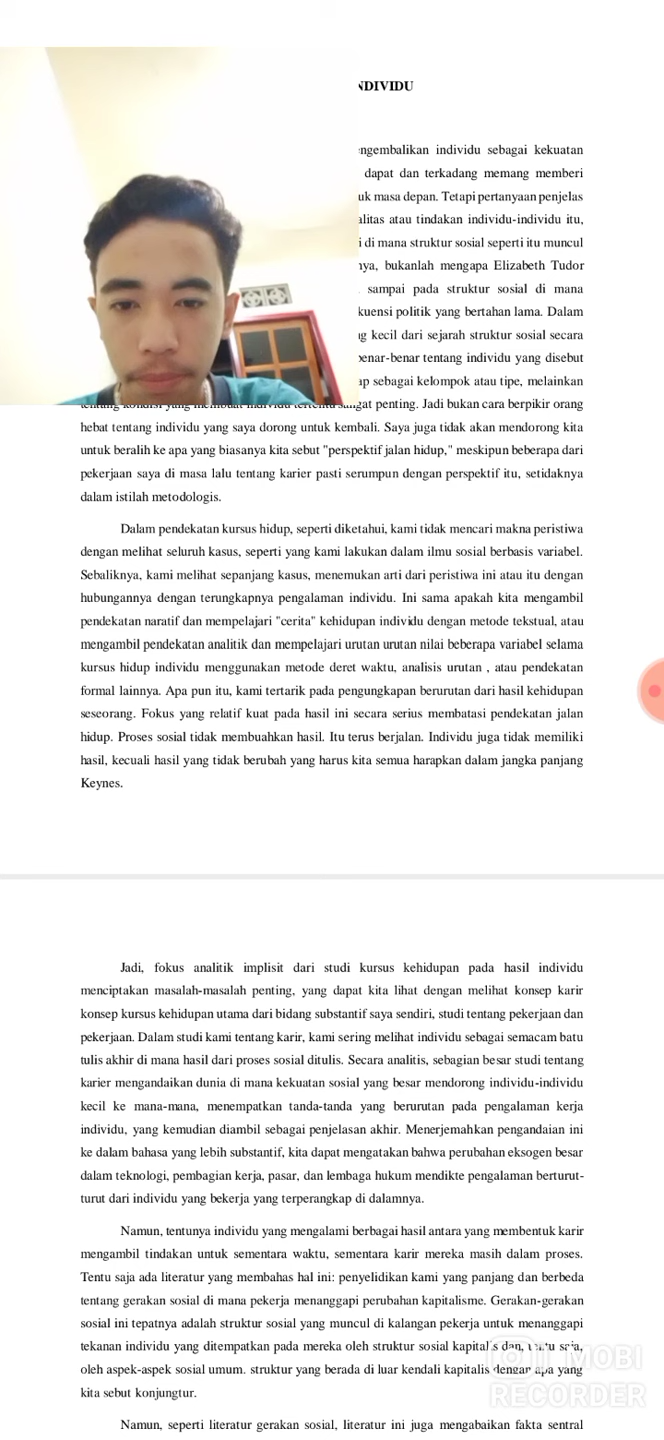 NDIVIDU
ngembalikan individu sebagai kekuatan
dapat dan terkadang memang memberi
uk masa depan. Tetapi pertanyaan penjelas
alitas atau tindakan individu-individu itu,
i di mana struktur sosial seperti itu muncul
nya, bukanlah mengapa Elizabeth Tudor
sampai pada struktur sosial di mana
kuensi politik yang bertahan lama. Dalam
g kecil dari sejarah struktur sosial secara
enar-benar tentang individu yang disebut
ap sebagai kelompok atau tipe, melainkan
tentang kondisi yang membuat individu tertentu sangat penting. Jadi bukan cara berpikir orang
hebat tentang individu yang saya dorong untuk kembali. Saya juga tidak akan mendorong kita
untuk beralih ke apa yang biasanya kita sebut "perspektif jalan hidup," meskipun beberapa dari
pekerjaan saya di masa lalu tentang karier pasti serumpun dengan perspektif itu, setidaknya
dalam istilah metodologis.
Dalam pendekatan kursus hidup, seperti diketahui, kami tidak mencari makna peristiwa
dengan melihat seluruh kasus, seperti yang kami lakukan dalam ilmu sosial berbasis variabel.
Sebaliknya, kami melihat sepanjang kasus, menemukan arti dari peristiwa ini atau itu dengan
hubungannya dengan terungkapnya pengalaman individu. Ini sama apakah kita mengambil
pendekatan naratif dan mempelajari "cerita" kehidupan individu dengan metode tekstual, atau
mengambil pendekatan analitik dan mempelajari urutan urutan nilai beberapa variabel selama
kursus hidup individu menggunakan metode deret waktu, analisis urutan , atau pendekatan
formal lainnya. Apa pun itu, kami tertarik pada pengungkapan berurutan dari hasil kehidupan
seseorang. Fokus yang relatif kuat pada hasil ini secara serius membatasi pendekatan jalan
hidup. Proses sosial tidak membuahkan hasil. Itu terus berjalan. Individu juga tidak memiliki
hasil, kecuali hasil yang tidak berubah yang harus kita semua harapkan dalam jangka panjang
Keynes.
Jadi, fokus analitik implisit dari studi kursus kehidupan pada hasil individu
menciptakan masalah-masalah penting, yang dapat kita lihat dengan melihat konsep karir
konsep kursus kehidupan utama dari bidang substantif saya sendiri, studi tentang pekerjaan dan
pekerjaan. Dalam studi kami tentang karir, kami sering melihat individu sebagai semacam batu
tulis akhir di mana hasil dari proses sosial ditulis. Secara analitis, sebagian besar studi tentang
karier mengandaikan dunia di mana kekuatan sosial yang besar mendorong individu-individu
kecil ke mana-mana, menempatkan tanda-tanda yang berurutan pada pengalaman kerja
individu, yang kemudian diambil sebagai penjelasan akhir. Menerjemahkan pengandaian ini
ke dalam bahasa yang lebih substantif, kita dapat mengatakan bahwa perubahan eksogen besar
dalam teknologi, pembagian kerja, pasar, dan lembaga hukum mendikte pengalaman berturut-
turut dari individu yang bekerja yang terperangkap di dalamnya.
Namun, tentunya individu yang mengalami berbagai hasil antara yang membentuk karir
mengambil tindakan untuk sementara waktu, sementara karir mereka masih dalam proses.
Tentu saja ada literatur yang membahas hal ini: penyelidikan kami yang panjang dan berbeda
tentang gerakan sosial di mana pekerja menanggapi perubahan kapitalisme. Gerakan-gerakan
sosial ini tepatnya adalah struktur sosial yang muncul di kalangan pekerja untuk menanggapi
tekanan individu yang ditempatkan pada mereka oleh struktur sosial kapitalis dan, tentu saja,
oleh aspek-aspek sosial umum. struktur yang berada di luar kendali kapitalis dengan apa yang
kita sebut konjungtur.
Namun, seperti literatur gerakan sosial, literatur ini juga mengabaikan fakta sentral
MOBI
RECORDER